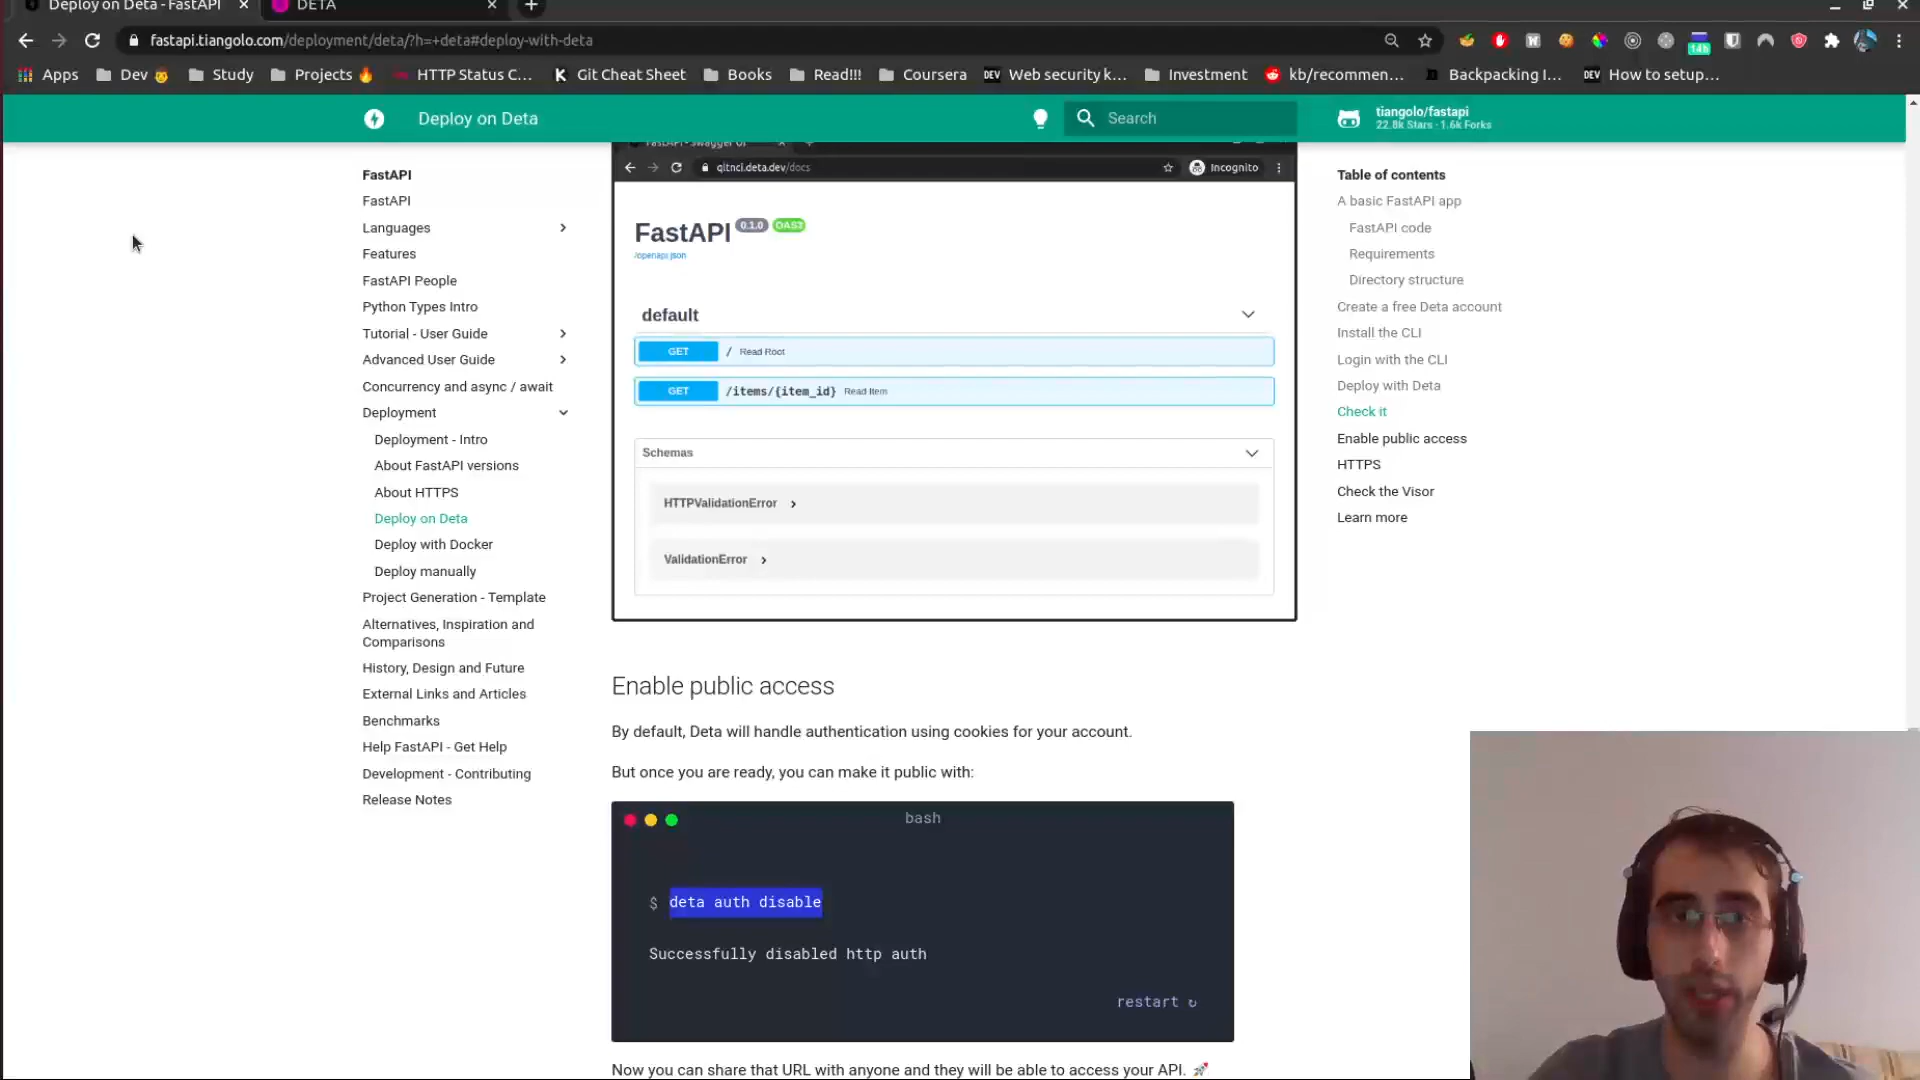 Deploy on Deta - FastAPI
DETA
fastapi.tiangolo.com/deployment/deta/?h=+deta#deploy-with-deta
14b
Apps
Dev
Study
Projects
HTTP Status C...
Git Cheat Sheet
Books
Read!!!
Coursera
DEV
Web security k...
Investment
kb/recommen...
Backpacking I...
DEV
How to setup...
Deploy on Deta
Search
tiangolo/fastapi
22.8k Stars · 1.6k Forks
FastAPI
FastAPI
Languages
Features
FastAPI People
Python Types Intro
Tutorial - User Guide
Advanced User Guide
Concurrency and async / await
Deployment
Deployment - Intro
About FastAPI versions
About HTTPS
Deploy on Deta
Deploy with Docker
Deploy manually
Project Generation - Template
Alternatives, Inspiration and
Comparisons
History, Design and Future
External Links and Articles
Benchmarks
Help FastAPI - Get Help
Development - Contributing
Release Notes
FastAPI - Swagger UI
qltnci.deta.dev/docs
Incognito
FastAPI 0.1.0 OAS3
/openapi.json
default
GET / Read Root
GET /items/{item_id} Read Item
Schemas
HTTPValidationError
ValidationError
Enable public access
By default, Deta will handle authentication using cookies for your account.
But once you are ready, you can make it public with:
bash
$ deta auth disable
Successfully disabled http auth
restart ↻
Now you can share that URL with anyone and they will be able to access your API. 🚀
Table of contents
A basic FastAPI app
FastAPI code
Requirements
Directory structure
Create a free Deta account
Install the CLI
Login with the CLI
Deploy with Deta
Check it
Enable public access
HTTPS
Check the Visor
Learn more